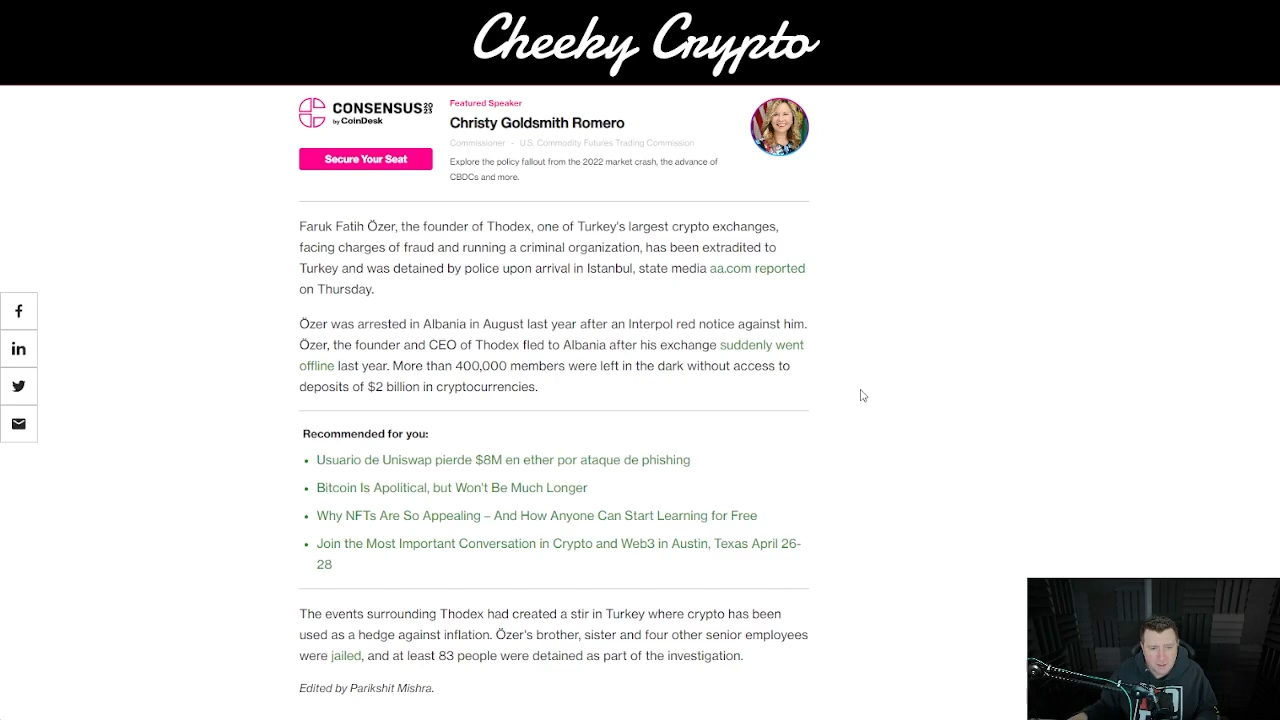 Cheeky Crypto
CONSENSUS 2023
by CoinDesk
Secure Your Seat
Featured Speaker
Christy Goldsmith Romero
Commissioner - U.S. Commodity Futures Trading Commission
Explore the policy fallout from the 2022 market crash, the advance of
CBDCs and more.
Faruk Fatih Özer, the founder of Thodex, one of Turkey's largest crypto exchanges,
facing charges of fraud and running a criminal organization, has been extradited to
Turkey and was detained by police upon arrival in Istanbul, state media aa.com reported
on Thursday.
Özer was arrested in Albania in August last year after an Interpol red notice against him.
Özer, the founder and CEO of Thodex fled to Albania after his exchange suddenly went
offline last year. More than 400,000 members were left in the dark without access to
deposits of $2 billion in cryptocurrencies.
Recommended for you:
• Usuario de Uniswap pierde $8M en ether por ataque de phishing
• Bitcoin Is Apolitical, but Won't Be Much Longer
• Why NFTs Are So Appealing – And How Anyone Can Start Learning for Free
• Join the Most Important Conversation in Crypto and Web3 in Austin, Texas April 26-
28
The events surrounding Thodex had created a stir in Turkey where crypto has been
used as a hedge against inflation. Özer's brother, sister and four other senior employees
were jailed, and at least 83 people were detained as part of the investigation.
Edited by Parikshit Mishra.